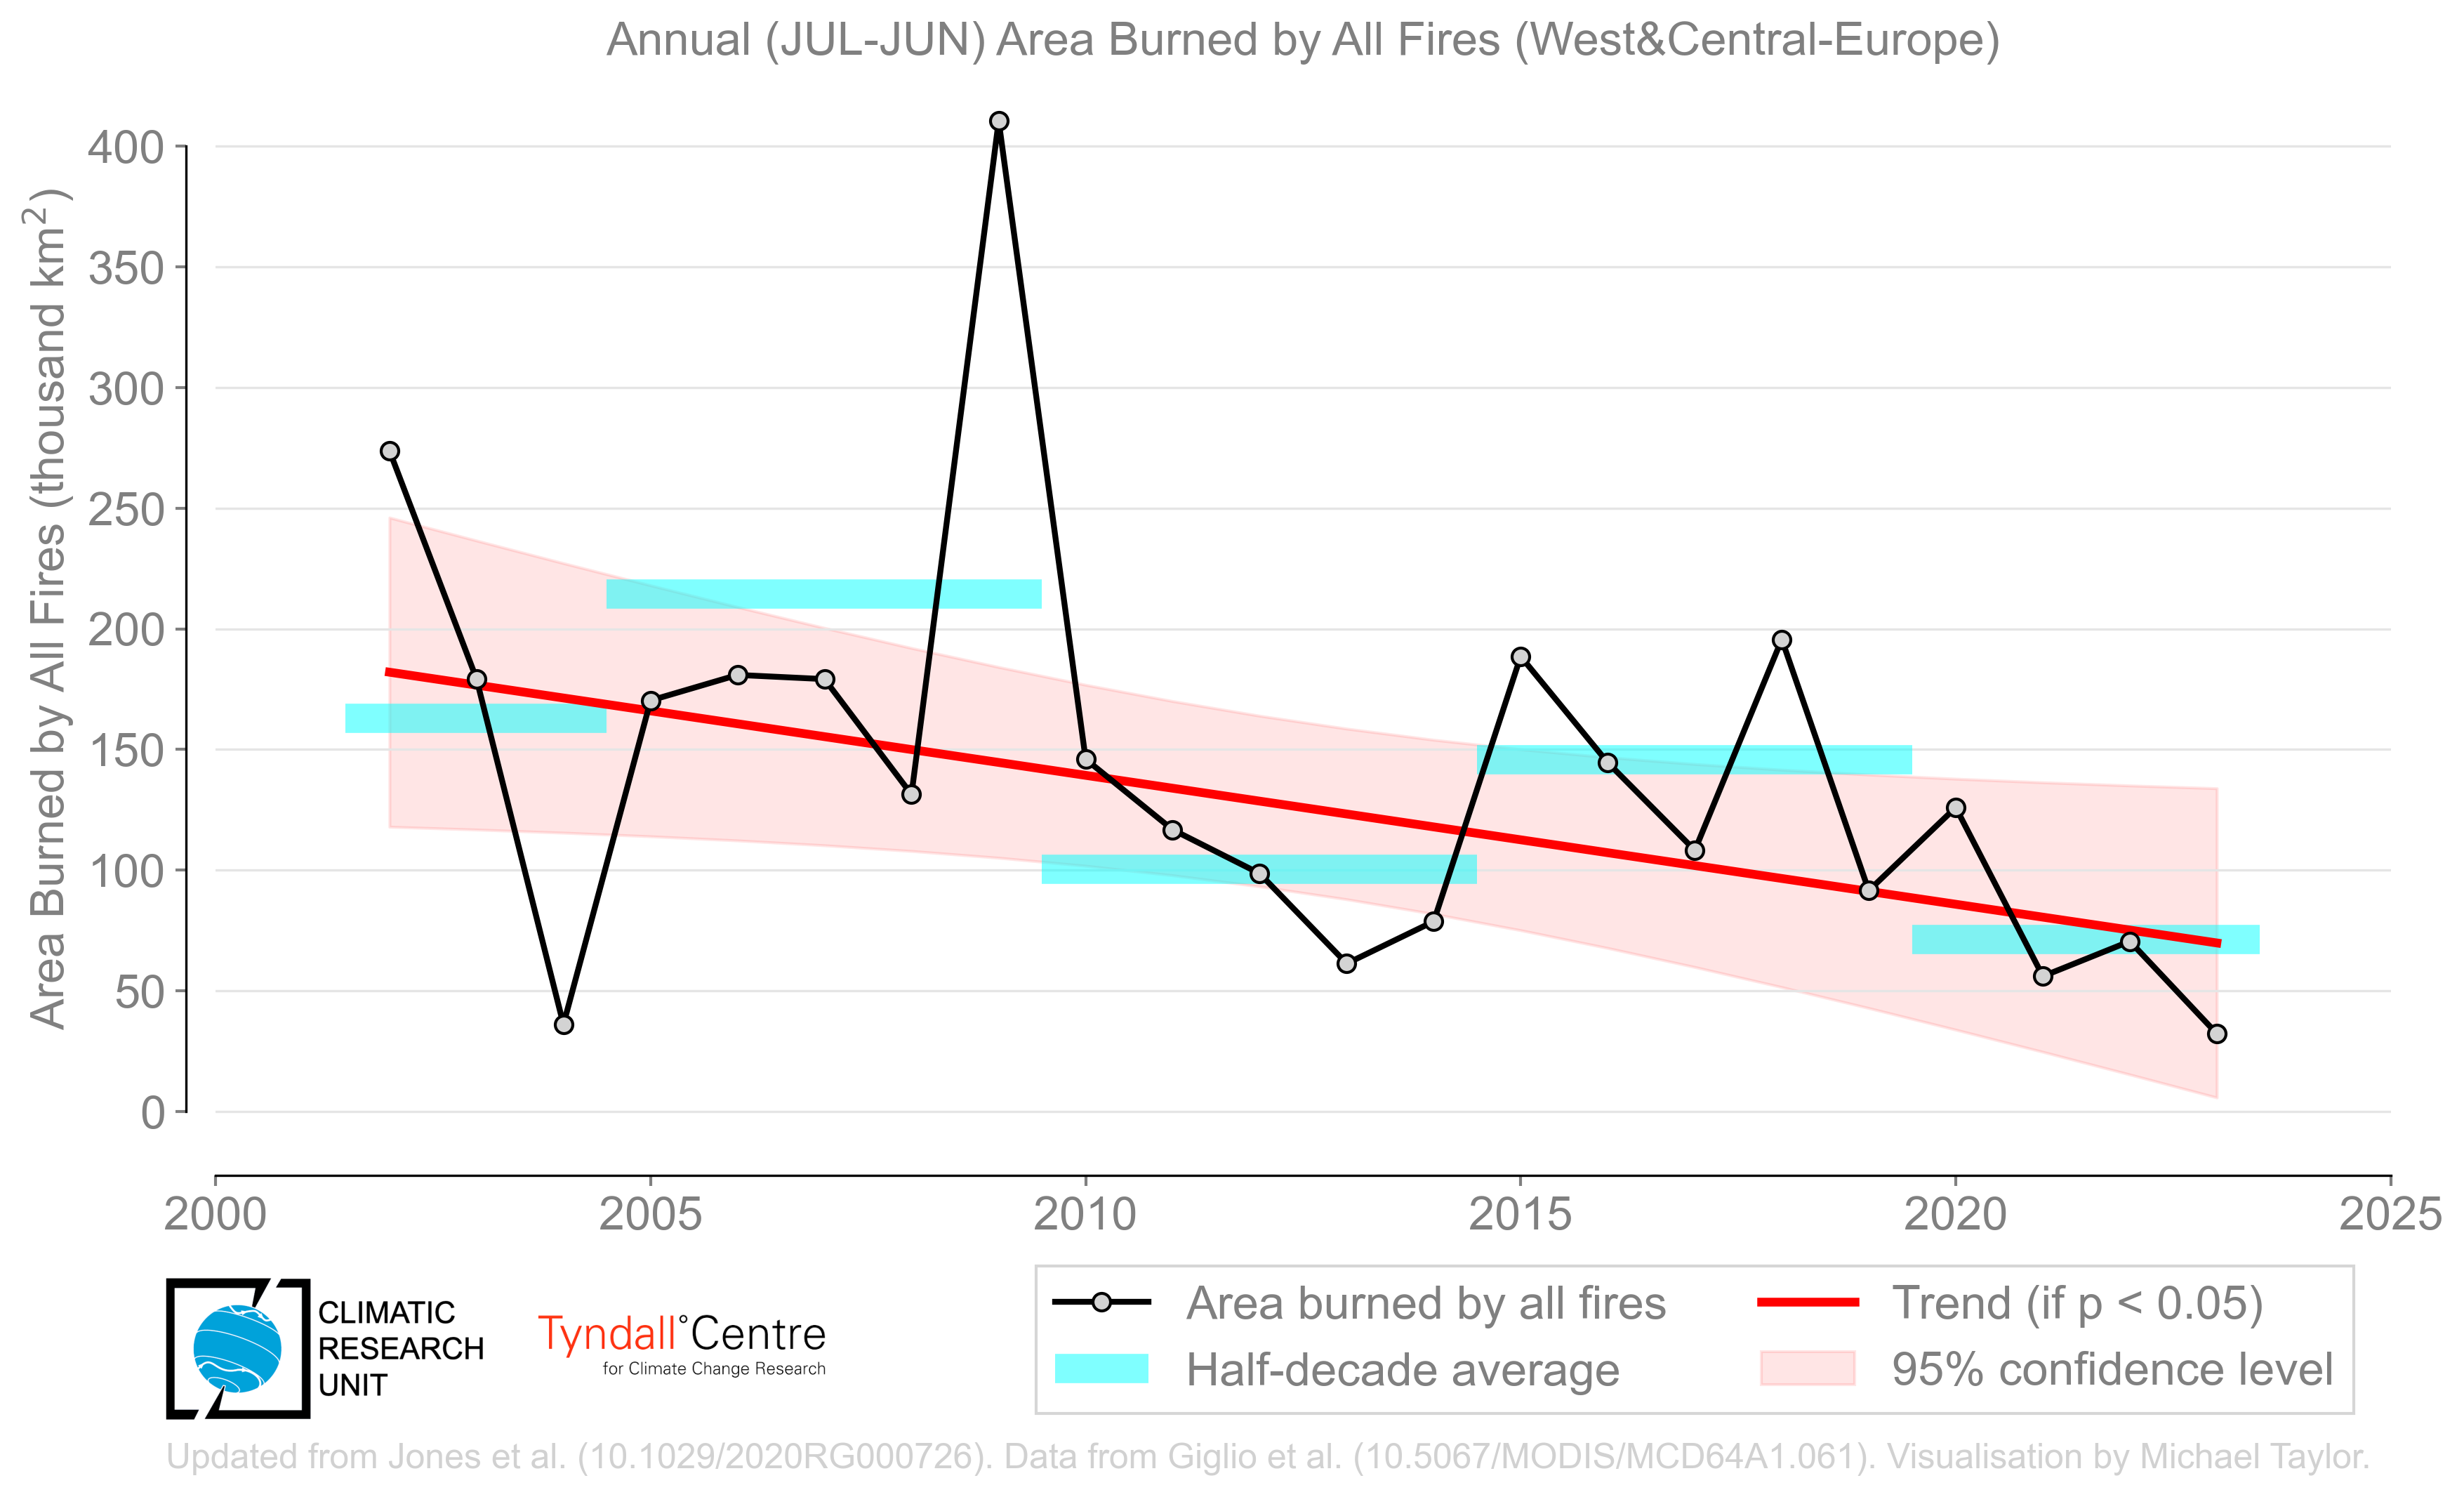 Annual (JUL-JUN) Area Burned by All Fires (West&Central-Europe)
Area Burned by All Fires (thousand km²)
400
350
300
250
200
150
100
50
0
2000 2005 2010 2015 2020 2025
CLIMATIC
RESEARCH
UNIT
Tyndall°Centre
for Climate Change Research
Area burned by all fires
Half-decade average
Trend (if p < 0.05)
95% confidence level
Updated from Jones et al. (10.1029/2020RG000726). Data from Giglio et al. (10.5067/MODIS/MCD64A1.061). Visualisation by Michael Taylor.